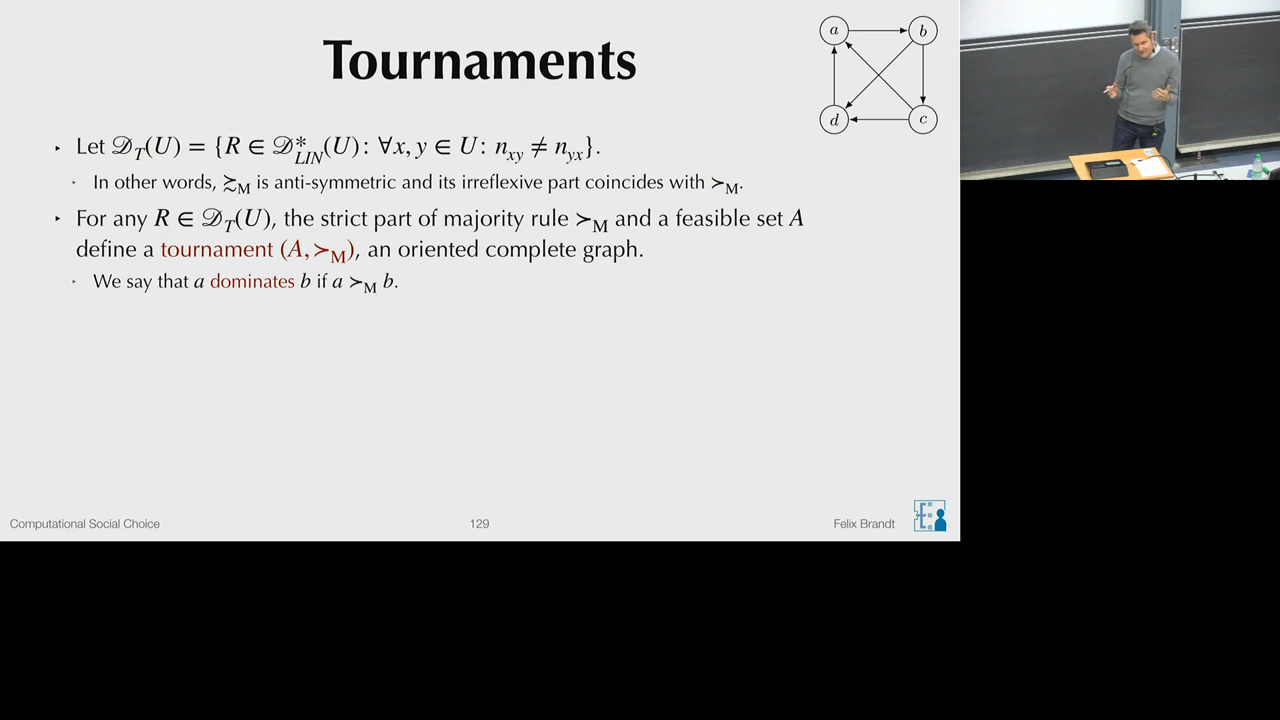 Tournaments
a
b
d
c
▸ Let 𝒟_T(U) = {R ∈ 𝒟*_LIN(U): ∀x, y ∈ U: n_xy ≠ n_yx}.
▸ In other words, ≿_M is anti-symmetric and its irreflexive part coincides with ≻_M.
▸ For any R ∈ 𝒟_T(U), the strict part of majority rule ≻_M and a feasible set A
define a tournament (A, ≻_M), an oriented complete graph.
▸ We say that a dominates b if a ≻_M b.
Computational Social Choice
129
Felix Brandt